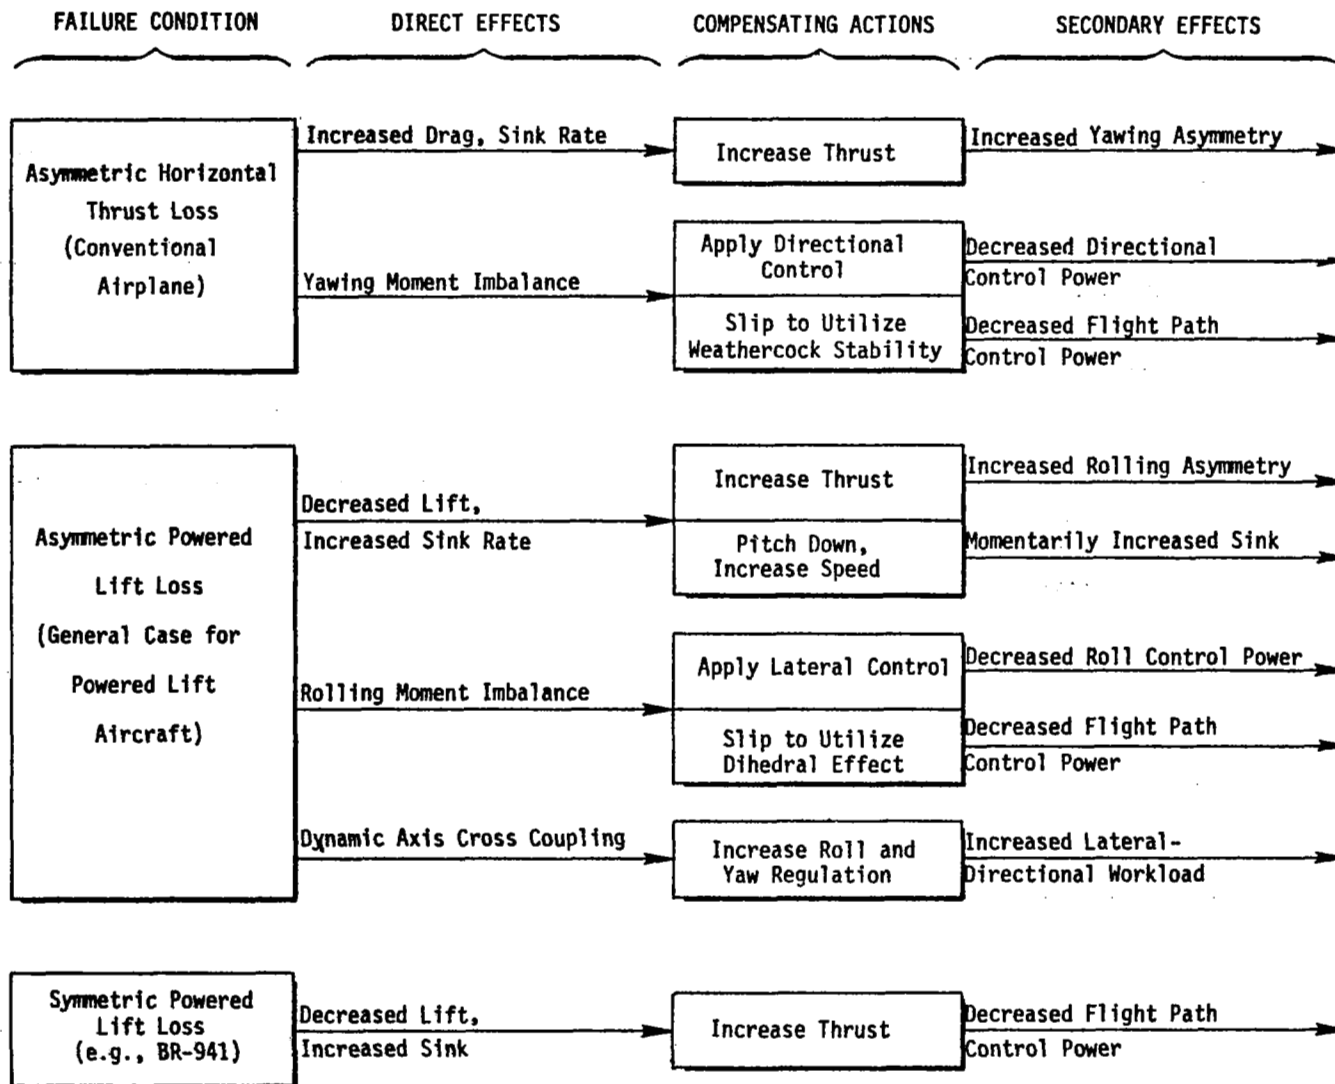 FAILURE CONDITION
DIRECT EFFECTS
COMPENSATING ACTIONS
SECONDARY EFFECTS
Asymmetric Horizontal
Thrust Loss
(Conventional
Airplane)
Increased Drag, Sink Rate
Increase Thrust
Increased Yawing Asymmetry
Yawing Moment Imbalance
Apply Directional
Control
Decreased Directional
Control Power
Slip to Utilize
Weathercock Stability
Decreased Flight Path
Control Power
Asymmetric Powered
Lift Loss
(General Case for
Powered Lift
Aircraft)
Decreased Lift,
Increased Sink Rate
Increase Thrust
Increased Rolling Asymmetry
Pitch Down,
Increase Speed
Momentarily Increased Sink
Rolling Moment Imbalance
Apply Lateral Control
Decreased Roll Control Power
Slip to Utilize
Dihedral Effect
Decreased Flight Path
Control Power
Dynamic Axis Cross Coupling
Increase Roll and
Yaw Regulation
Increased Lateral-
Directional Workload
Symmetric Powered
Lift Loss
(e.g., BR-941)
Decreased Lift,
Increased Sink
Increase Thrust
Decreased Flight Path
Control Power